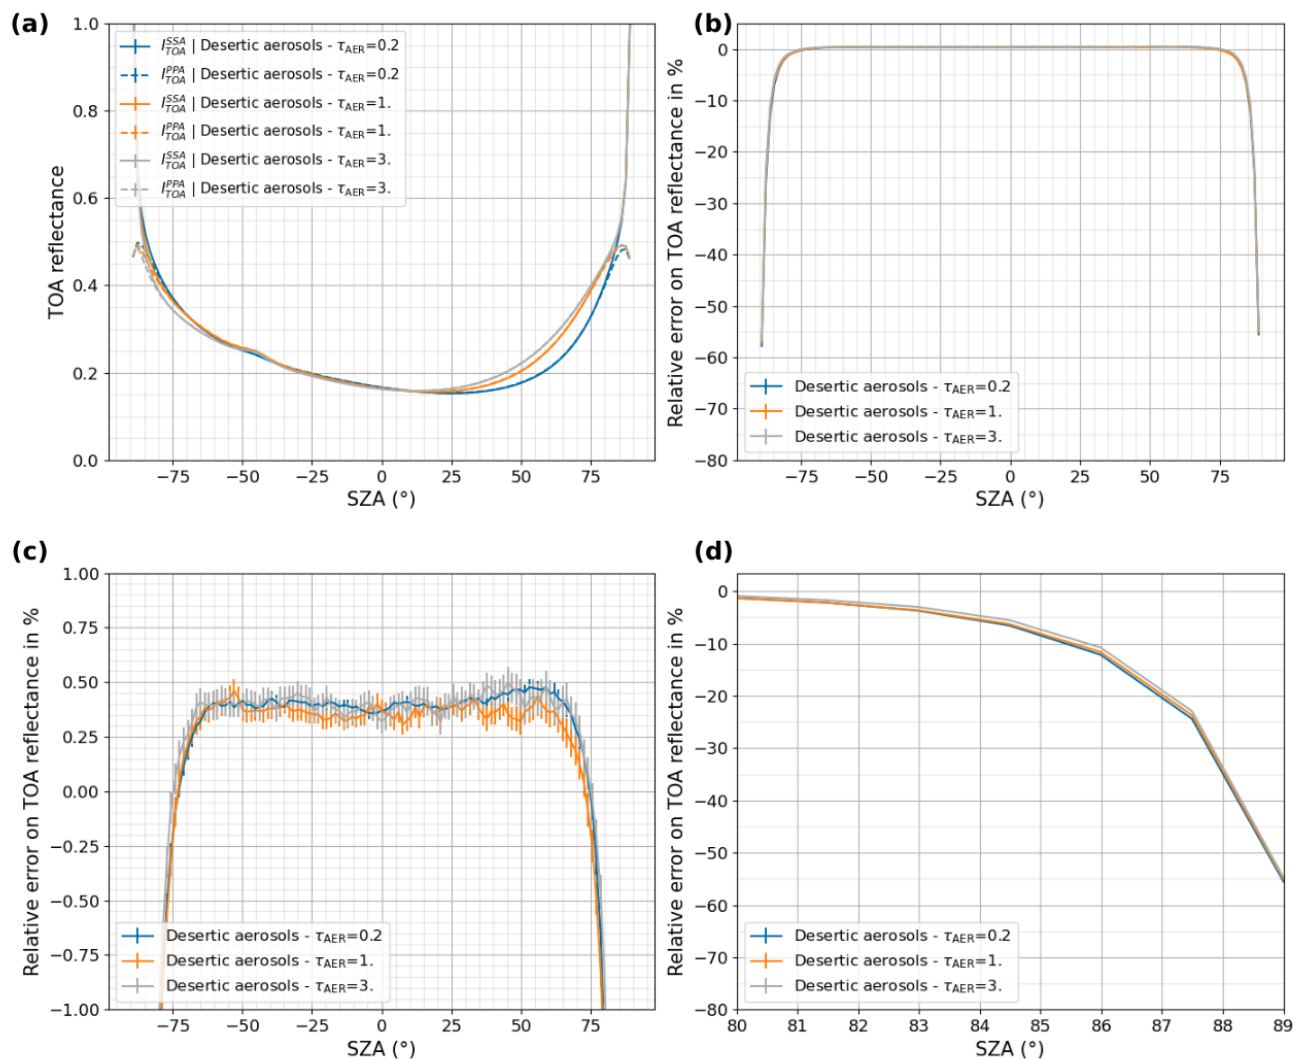 (a)
1.0
0.8
0.6
0.4
0.2
0.0
TOA reflectance
I_TOA^SSA | Desertic aerosols - τ_AER=0.2
I_TOA^PPA | Desertic aerosols - τ_AER=0.2
I_TOA^SSA | Desertic aerosols - τ_AER=1.
I_TOA^PPA | Desertic aerosols - τ_AER=1.
I_TOA^SSA | Desertic aerosols - τ_AER=3.
I_TOA^PPA | Desertic aerosols - τ_AER=3.
−75 −50 −25 0 25 50 75
SZA (°)
(b)
0
−10
−20
−30
−40
−50
−60
−70
−80
Relative error on TOA reflectance in %
Desertic aerosols - τ_AER=0.2
Desertic aerosols - τ_AER=1.
Desertic aerosols - τ_AER=3.
−75 −50 −25 0 25 50 75
SZA (°)
(c)
1.00
0.75
0.50
0.25
0.00
−0.25
−0.50
−0.75
−1.00
Relative error on TOA reflectance in %
Desertic aerosols - τ_AER=0.2
Desertic aerosols - τ_AER=1.
Desertic aerosols - τ_AER=3.
−75 −50 −25 0 25 50 75
SZA (°)
(d)
0
−10
−20
−30
−40
−50
−60
−70
−80
Relative error on TOA reflectance in %
Desertic aerosols - τ_AER=0.2
Desertic aerosols - τ_AER=1.
Desertic aerosols - τ_AER=3.
80 81 82 83 84 85 86 87 88 89
SZA (°)